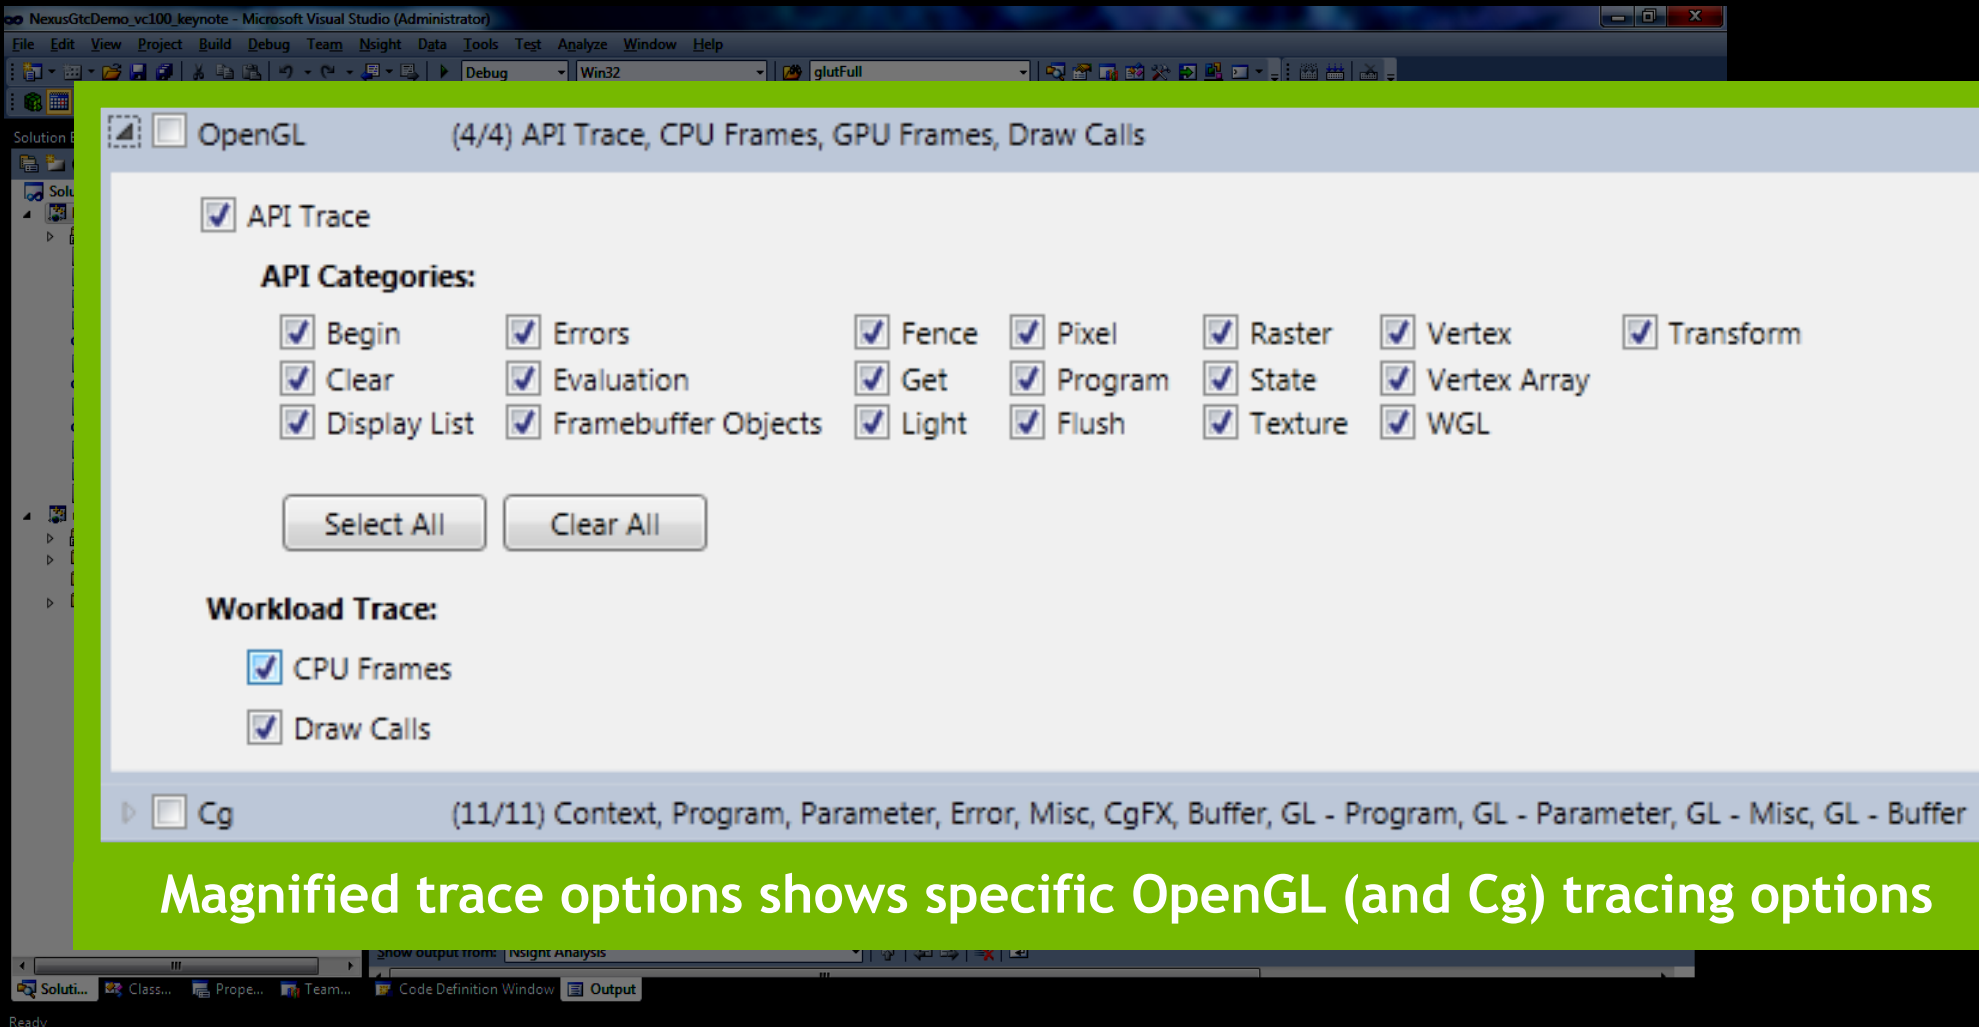 NexusGtcDemo_vc100_keynote - Microsoft Visual Studio (Administrator)
File Edit View Project Build Debug Team Nsight Data Tools Test Analyze Window Help
Debug Win32 glutFull
Solution
OpenGL (4/4) API Trace, CPU Frames, GPU Frames, Draw Calls
Solu
API Trace
API Categories:
Begin Errors Fence Pixel Raster Vertex Transform
Clear Evaluation Get Program State Vertex Array
Display List Framebuffer Objects Light Flush Texture WGL
Select All Clear All
Workload Trace:
CPU Frames
Draw Calls
Cg (11/11) Context, Program, Parameter, Error, Misc, CgFX, Buffer, GL - Program, GL - Parameter, GL - Misc, GL - Buffer
Magnified trace options shows specific OpenGL (and Cg) tracing options
Show output from: Nsight Analysis
Soluti... Class... Prope... Team... Code Definition Window Output
Ready